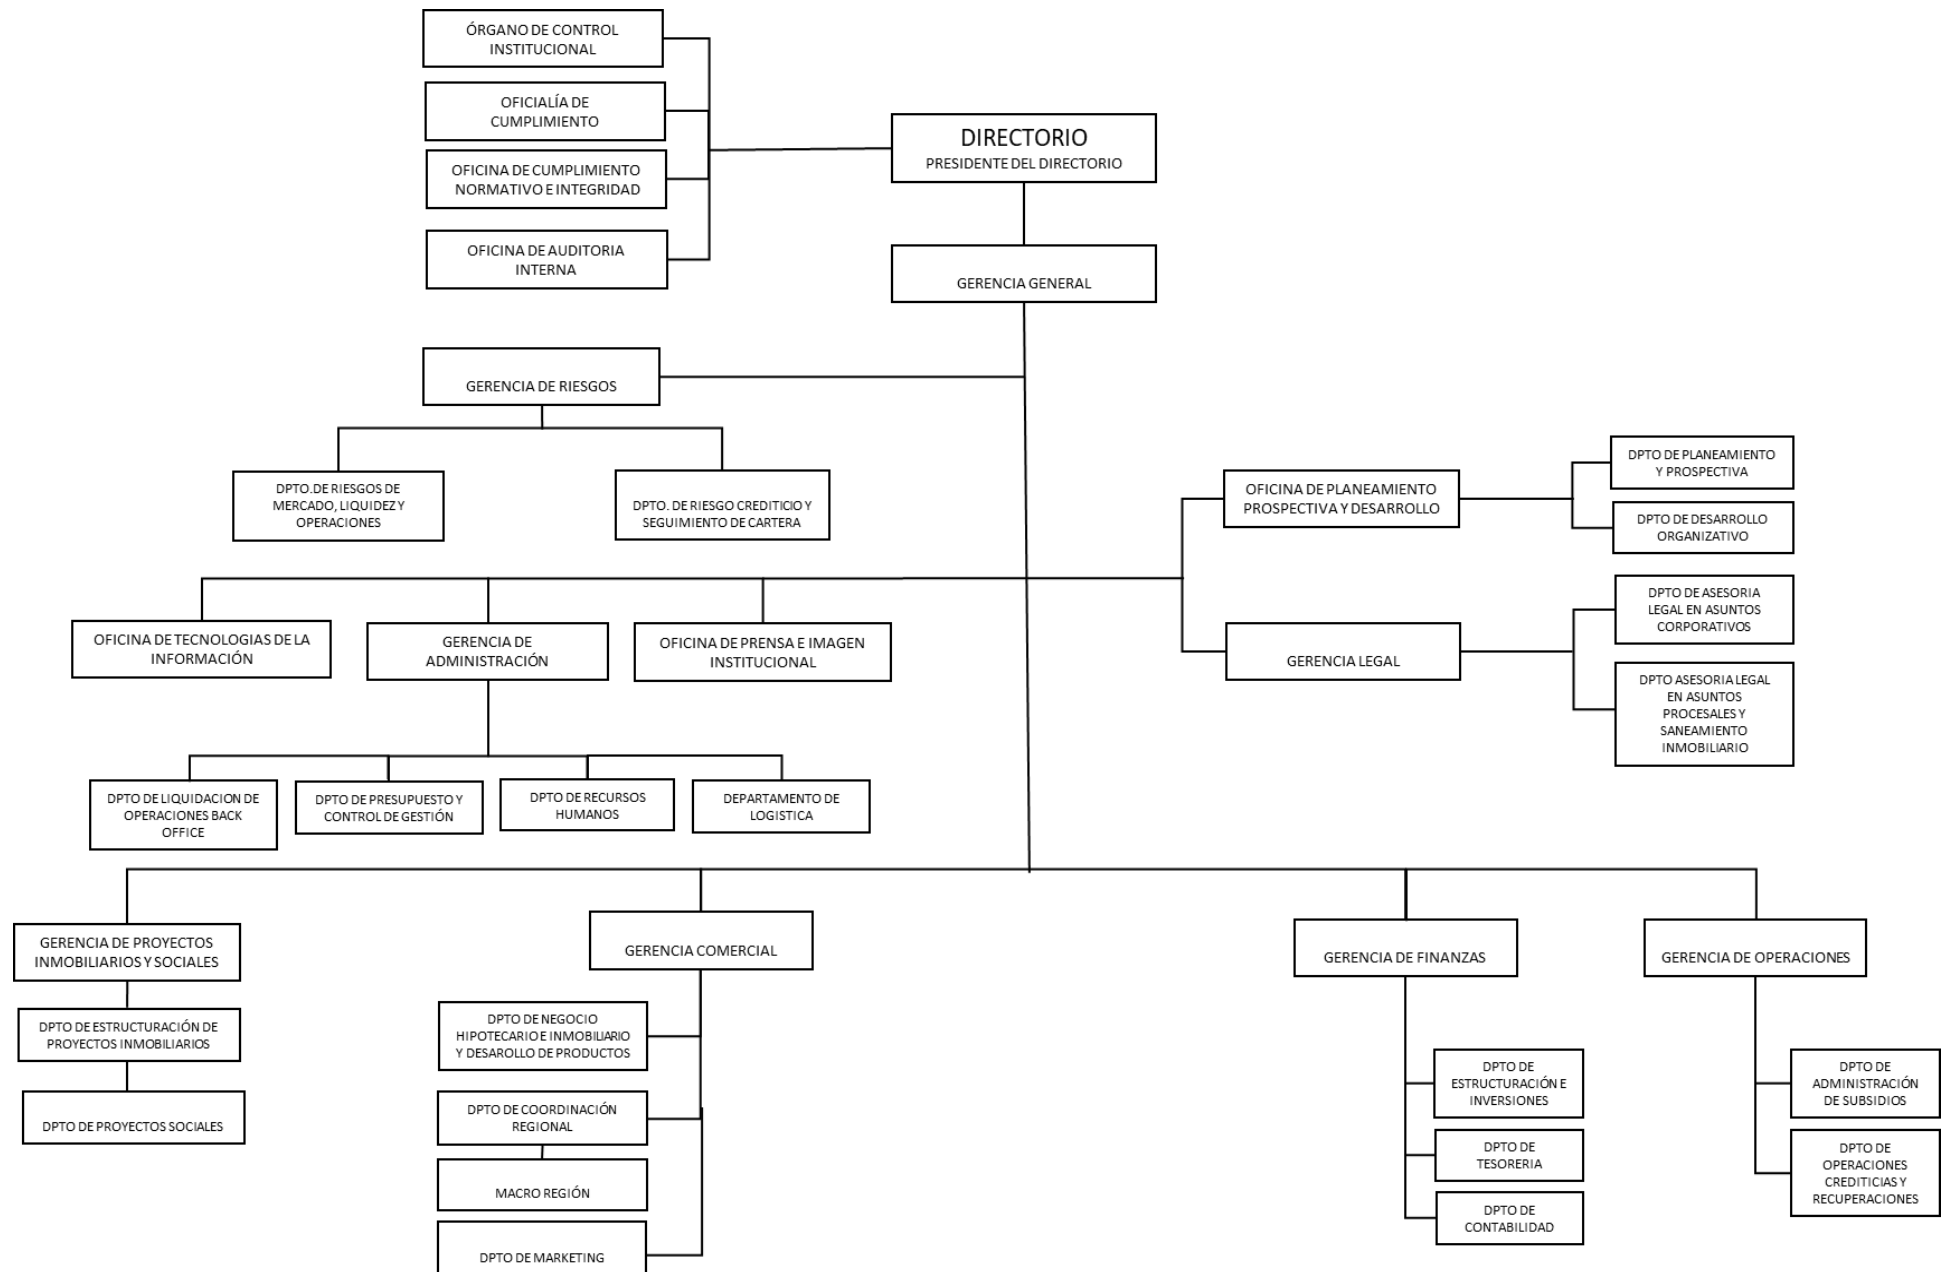 ÓRGANO DE CONTROL
INSTITUCIONAL
OFICIALÍA DE
CUMPLIMIENTO
OFICINA DE CUMPLIMIENTO
NORMATIVO E INTEGRIDAD
OFICINA DE AUDITORIA
INTERNA
DIRECTORIO
PRESIDENTE DEL DIRECTORIO
GERENCIA GENERAL
GERENCIA DE RIESGOS
DPTO.DE RIESGOS DE
MERCADO, LIQUIDEZ Y
OPERACIONES
DPTO. DE RIESGO CREDITICIO Y
SEGUIMIENTO DE CARTERA
OFICINA DE PLANEAMIENTO
PROSPECTIVA Y DESARROLLO
DPTO DE PLANEAMIENTO
Y PROSPECTIVA
DPTO DE DESARROLLO
ORGANIZATIVO
GERENCIA LEGAL
DPTO DE ASESORIA
LEGAL EN ASUNTOS
CORPORATIVOS
DPTO ASESORIA LEGAL
EN ASUNTOS
PROCESALES Y
SANEAMIENTO
INMOBILIARIO
OFICINA DE TECNOLOGIAS DE LA
INFORMACIÓN
GERENCIA DE
ADMINISTRACIÓN
OFICINA DE PRENSA E IMAGEN
INSTITUCIONAL
DPTO DE LIQUIDACION DE
OPERACIONES BACK
OFFICE
DPTO DE PRESUPUESTO Y
CONTROL DE GESTIÓN
DPTO DE RECURSOS
HUMANOS
DEPARTAMENTO DE
LOGISTICA
GERENCIA DE PROYECTOS
INMOBILIARIOS Y SOCIALES
DPTO DE ESTRUCTURACIÓN DE
PROYECTOS INMOBILIARIOS
DPTO DE PROYECTOS SOCIALES
GERENCIA COMERCIAL
DPTO DE NEGOCIO
HIPOTECARIO E INMOBILIARIO
Y DESAROLLO DE PRODUCTOS
DPTO DE COORDINACIÓN
REGIONAL
MACRO REGIÓN
DPTO DE MARKETING
GERENCIA DE FINANZAS
DPTO DE
ESTRUCTURACIÓN E
INVERSIONES
DPTO DE
TESORERIA
DPTO DE
CONTABILIDAD
GERENCIA DE OPERACIONES
DPTO DE
ADMINISTRACIÓN
DE SUBSIDIOS
DPTO DE
OPERACIONES
CREDITICIAS Y
RECUPERACIONES